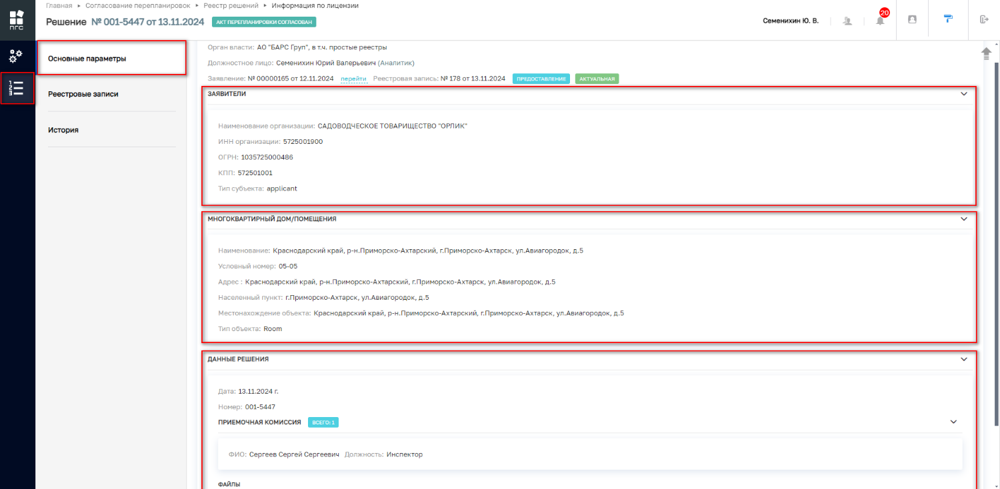 Главная ▸ Согласование перепланировок ▸ Реестр решений ▸ Информация по лицензии
ПГС
Решение № 001-5447 от 13.11.2024 АКТ ПЕРЕПЛАНИРОВКИ СОГЛАСОВАН
Семенихин Ю. В.
20
Основные параметры
Реестровые записи
История
Орган власти: АО "БАРС Груп", в т.ч. простые реестры
Должностное лицо: Семенихин Юрий Валерьевич (Аналитик)
Заявление: № 00000165 от 12.11.2024 перейти Реестровая запись: № 178 от 13.11.2024 ПРЕДОСТАВЛЕНИЕ АКТУАЛЬНАЯ
ЗАЯВИТЕЛИ
Наименование организации: САДОВОДЧЕСКОЕ ТОВАРИЩЕСТВО "ОРЛИК"
ИНН организации: 5725001900
ОГРН: 1035725000486
КПП: 572501001
Тип субъекта: applicant
МНОГОКВАРТИРНЫЙ ДОМ/ПОМЕЩЕНИЯ
Наименование: Краснодарский край, р-н.Приморско-Ахтарский, г.Приморско-Ахтарск, ул.Авиагородок, д.5
Условный номер: 05-05
Адрес : Краснодарский край, р-н.Приморско-Ахтарский, г.Приморско-Ахтарск, ул.Авиагородок, д.5
Населенный пункт: г.Приморско-Ахтарск, ул.Авиагородок, д.5
Местонахождение объекта: Краснодарский край, р-н.Приморско-Ахтарский, г.Приморско-Ахтарск, ул.Авиагородок, д.5
Тип объекта: Room
ДАННЫЕ РЕШЕНИЯ
Дата: 13.11.2024 г.
Номер: 001-5447
ПРИЕМОЧНАЯ КОМИССИЯ ВСЕГО: 1
ФИО: Сергеев Сергей Сергеевич Должность: Инспектор
ФАЙЛЫ